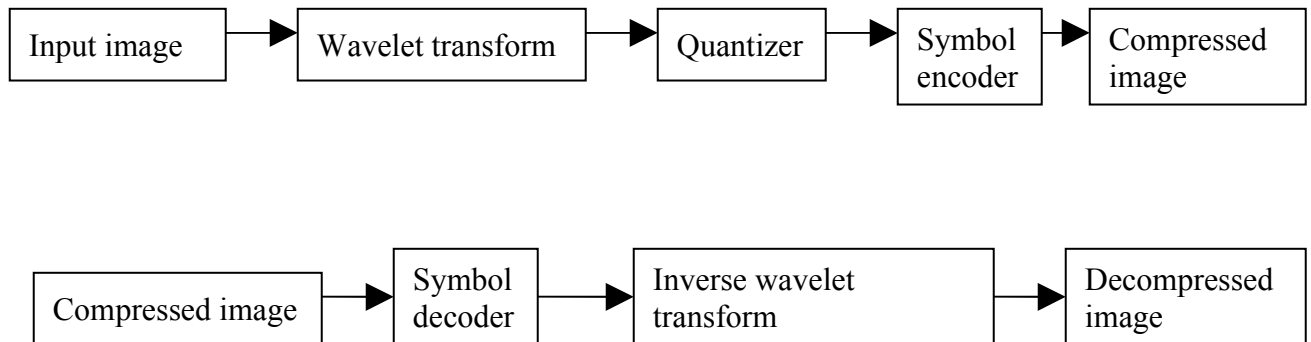 Input image
Wavelet transform
Quantizer
Symbol
encoder
Compressed
image
Compressed image
Symbol
decoder
Inverse wavelet
transform
Decompressed
image